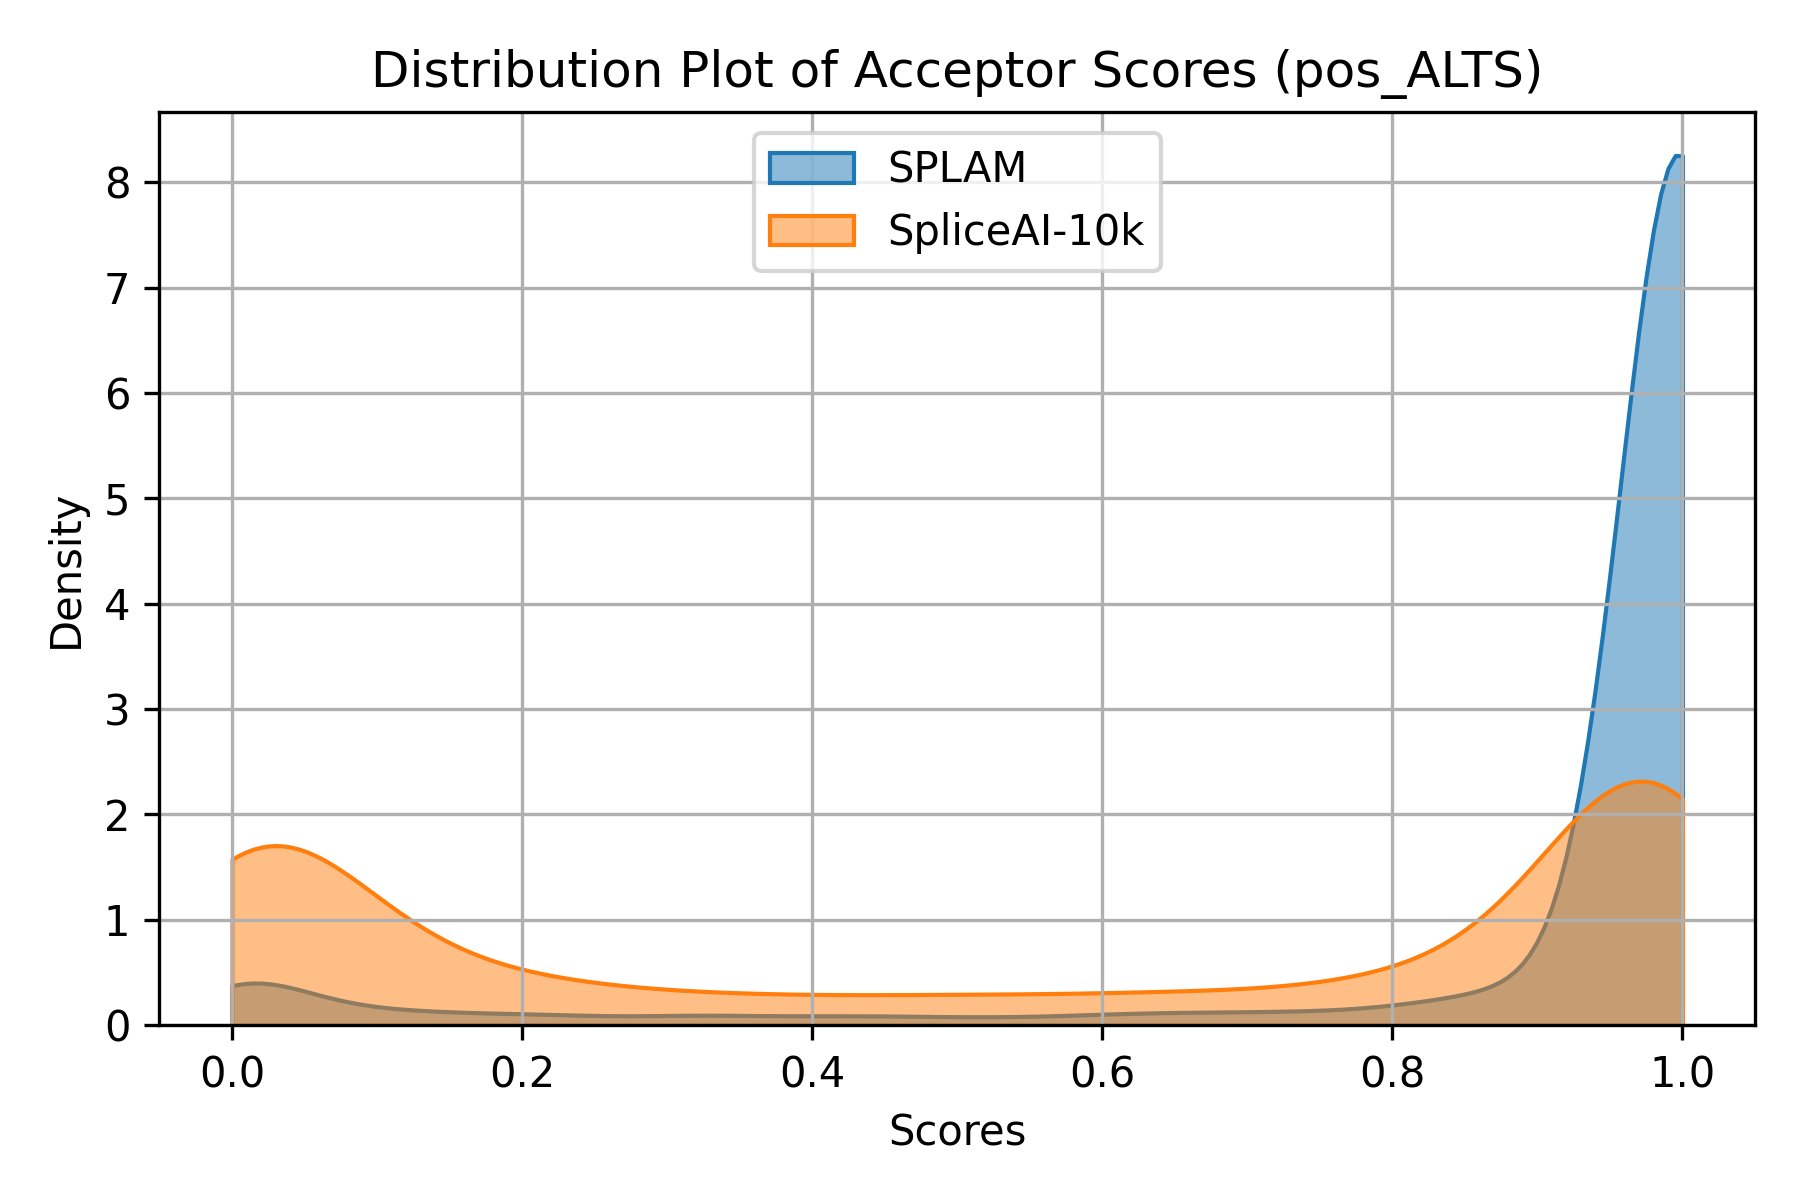 Distribution Plot of Acceptor Scores (pos_ALTS)
SPLAM
SpliceAI-10k
8
7
6
5
4
3
2
1
0
Density
0.0 0.2 0.4 0.6 0.8 1.0
Scores